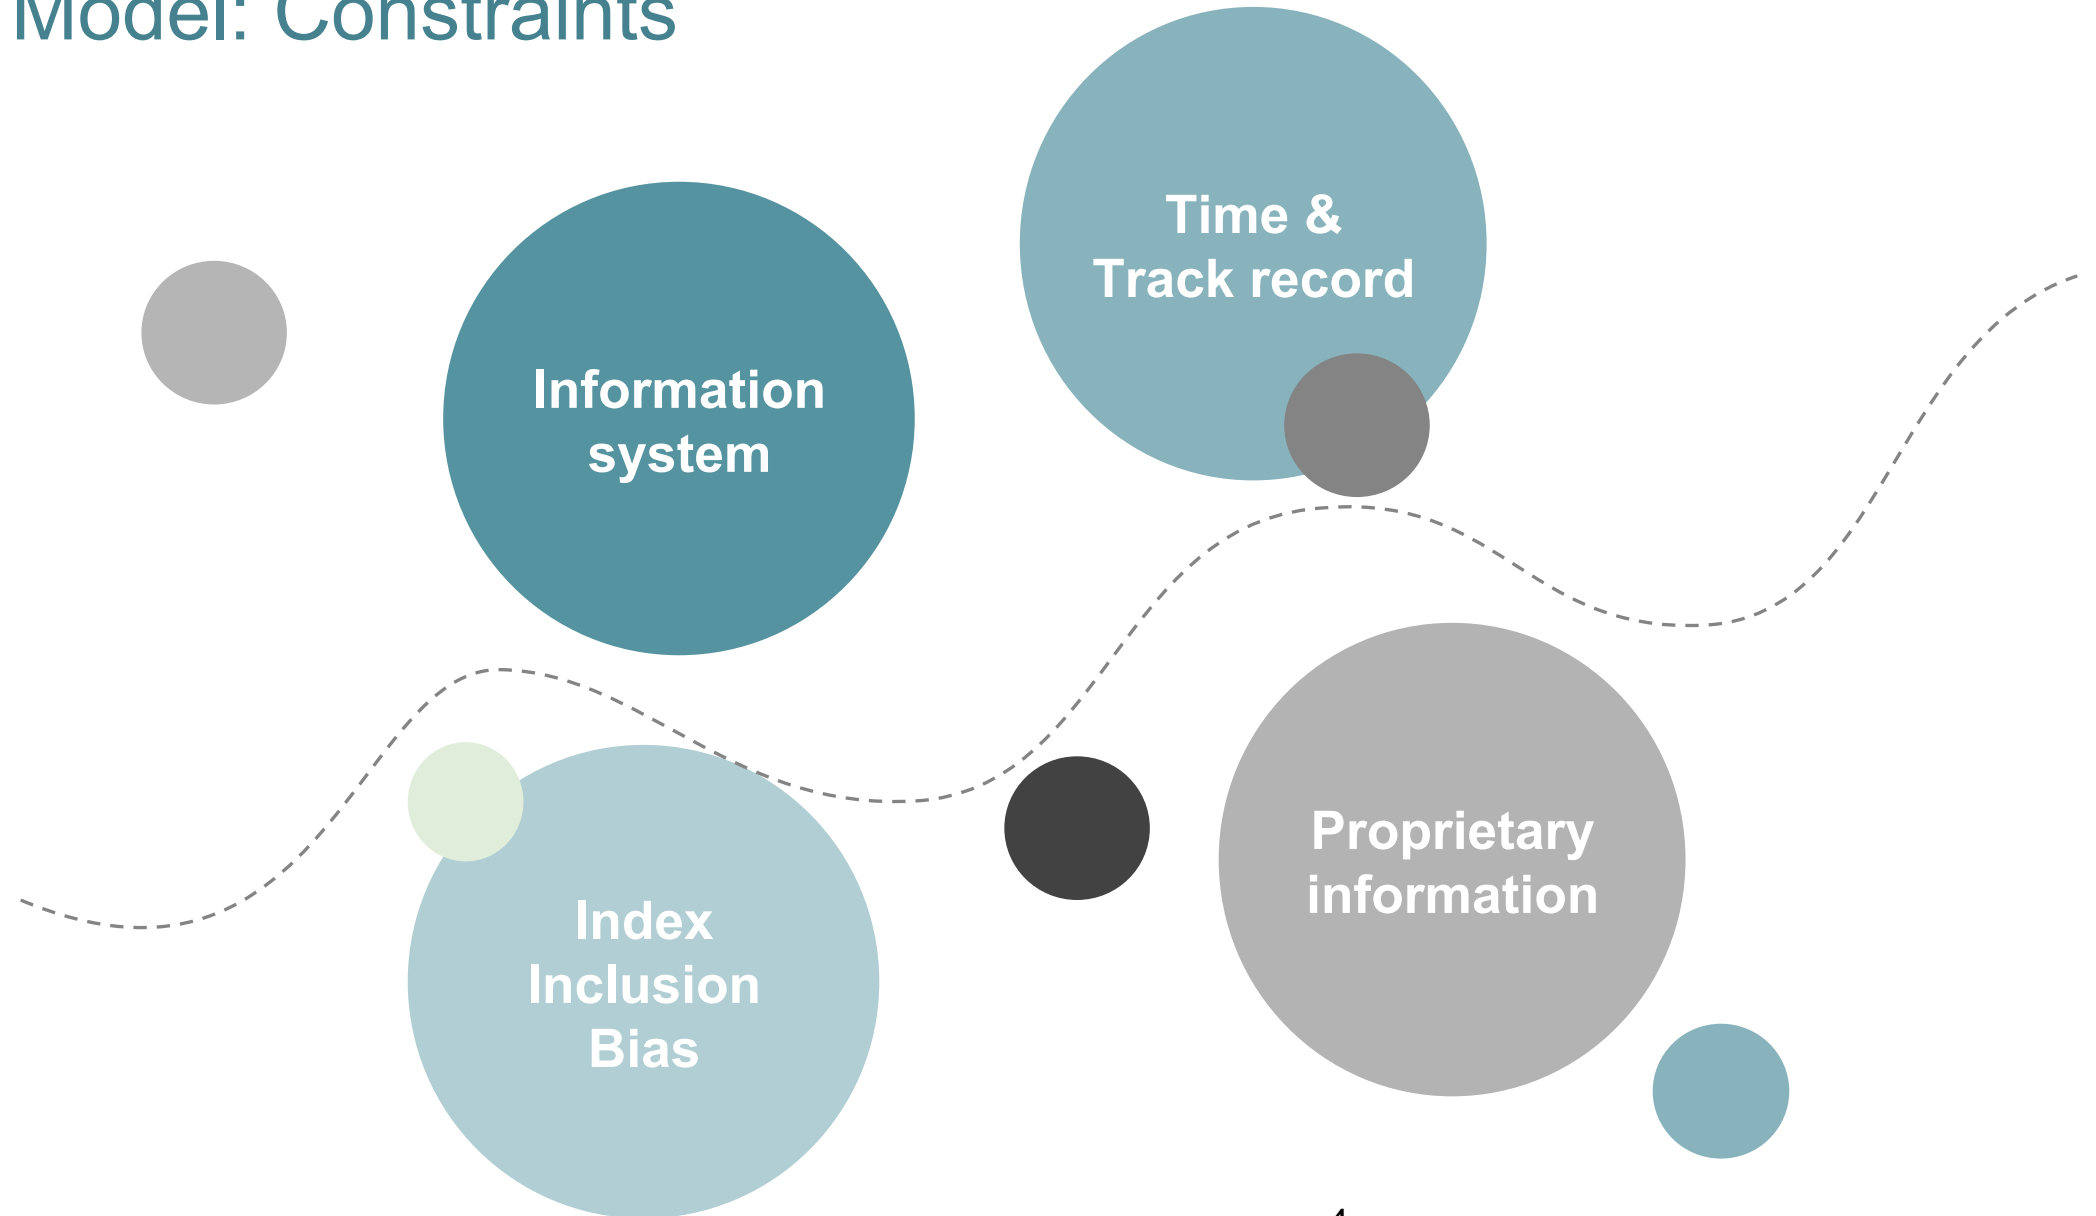 Model: Constraints
Time &
Track record
Information
system
Proprietary
information
Index
Inclusion
Bias